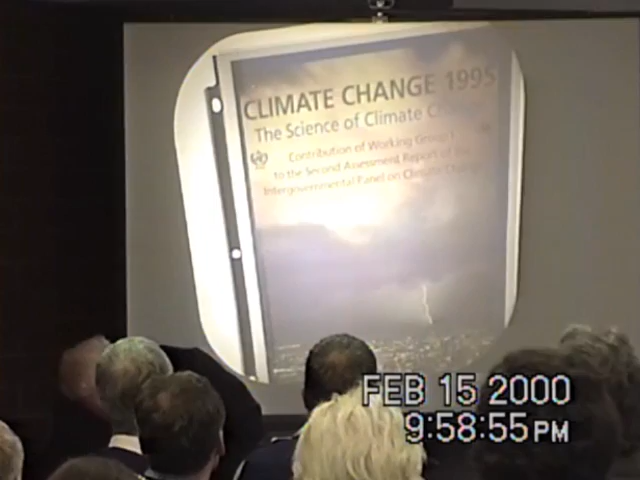 CLIMATE CHANGE 1995
The Science of Climate C
Contribution of Working Group I
to the Second Assessment Report of the
Intergovernmental Panel on Climate Change
FEB 15 2000
9:58:55PM